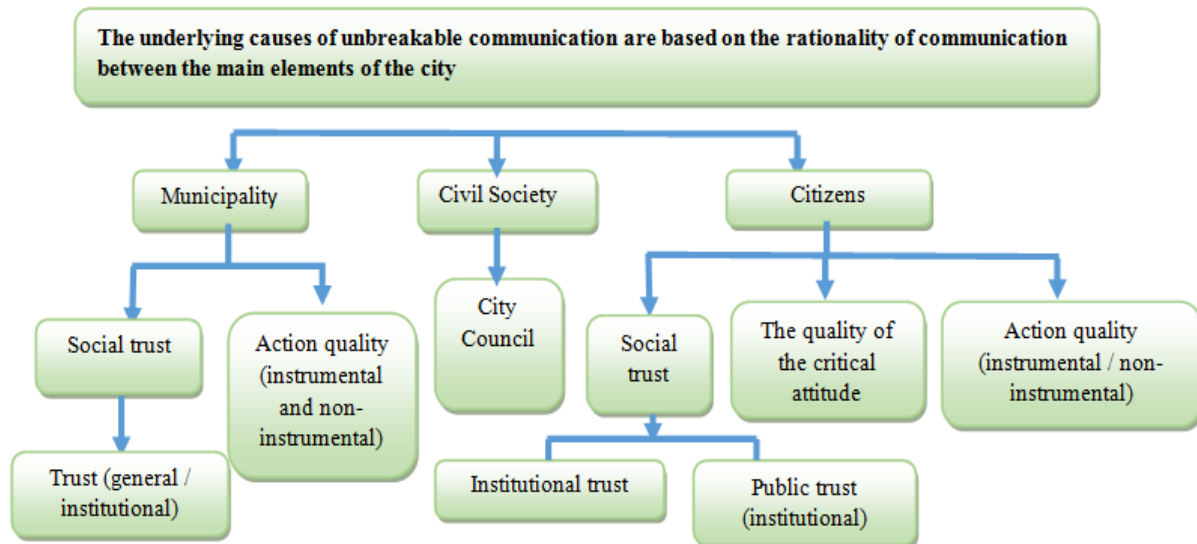 The underlying causes of unbreakable communication are based on the rationality of communication
between the main elements of the city
Municipality
Civil Society
Citizens
Social trust
Action quality
(instrumental
and non-
instrumental)
City
Council
Social
trust
The quality of
the critical
attitude
Action quality
(instrumental / non-
instrumental)
Trust (general /
institutional)
Institutional trust
Public trust
(institutional)